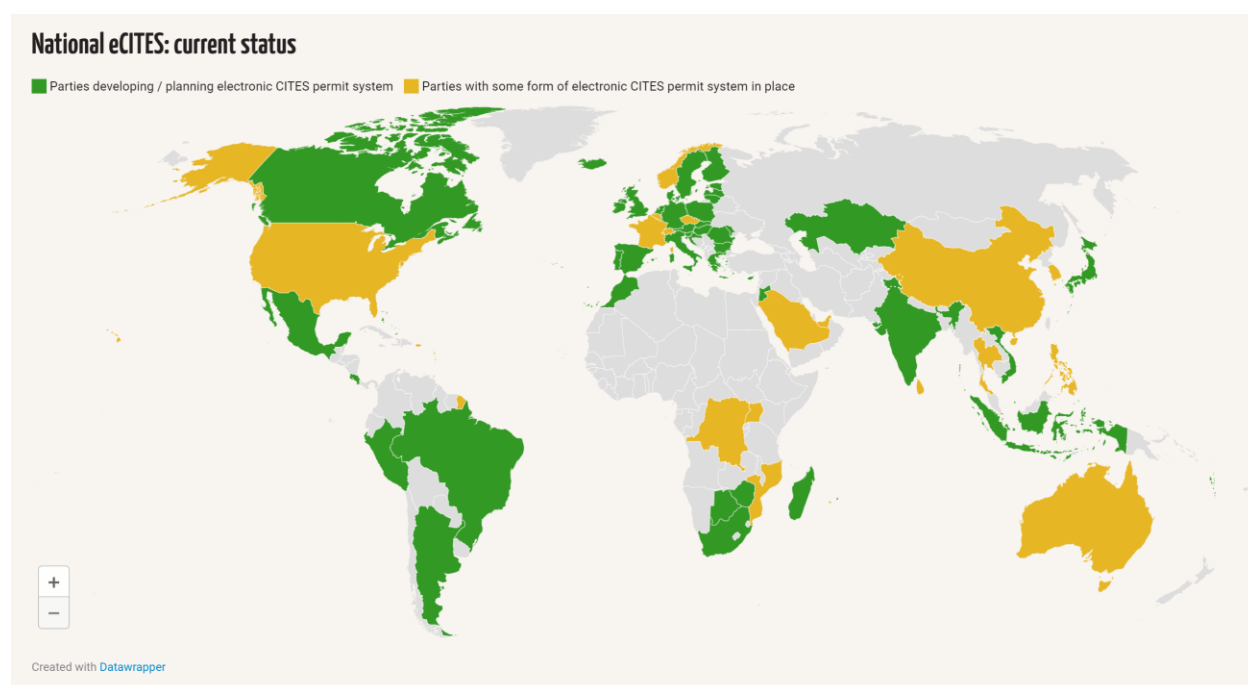 National eCITES: current status
Parties developing / planning electronic CITES permit system Parties with some form of electronic CITES permit system in place
+
−
Created with Datawrapper